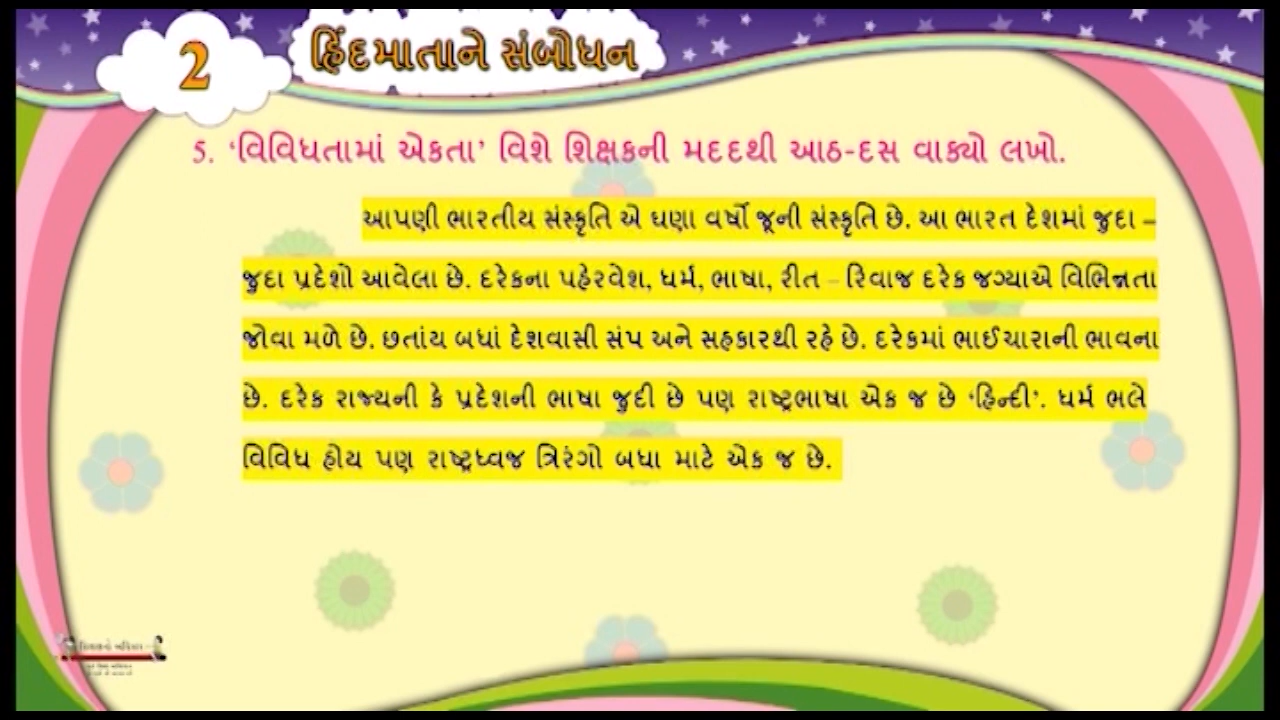 2
હિંદમાતાને સંબોધન
5. ‘વિવિધતામાં એકતા’ વિશે શિક્ષકની મદદથી આઠ-દસ વાક્યો લખો.
આપણી ભારતીય સંસ્કૃતિ એ ઘણા વર્ષો જૂની સંસ્કૃતિ છે. આ ભારત દેશમાં જુદા –
જુદા પ્રદેશો આવેલા છે. દરેકના પહેરવેશ, ધર્મ, ભાષા, રીત – રિવાજ દરેક જગ્યાએ વિભિન્નતા
જોવા મળે છે. છતાંય બધાં દેશવાસી સંપ અને સહકારથી રહે છે. દરેકમાં ભાઈચારાની ભાવના
છે. દરેક રાજ્યની કે પ્રદેશની ભાષા જુદી છે પણ રાષ્ટ્રભાષા એક જ છે ‘હિન્દી’. ધર્મ ભલે
વિવિધ હોય પણ રાષ્ટ્રધ્વજ ત્રિરંગો બધા માટે એક જ છે.